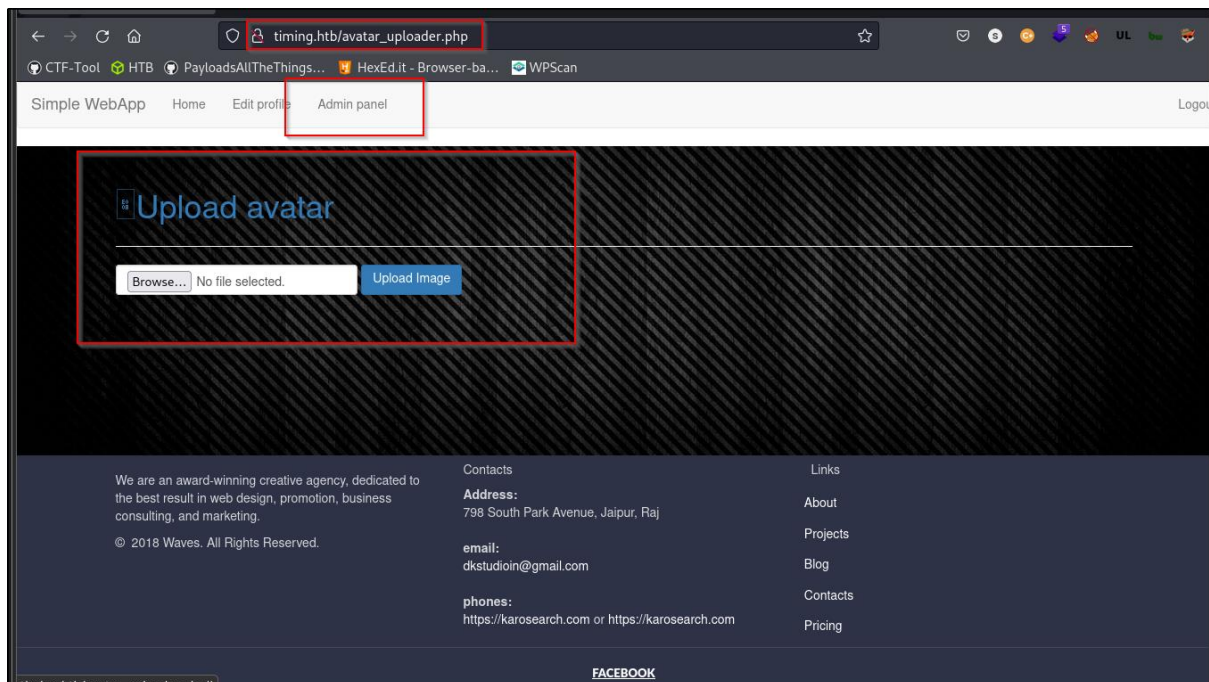 timing.htb/avatar_uploader.php
UL
CTF-Tool HTB PayloadsAllTheThings... HexEd.it - Browser-ba... WPScan
Simple WebApp Home Edit profile Admin panel
Upload avatar
Browse... No file selected. Upload Image
We are an award-winning creative agency, dedicated to
the best result in web design, promotion, business
consulting, and marketing.
© 2018 Waves. All Rights Reserved.
Contacts
Address:
798 South Park Avenue, Jaipur, Raj
email:
dkstudioin@gmail.com
phones:
https://karosearch.com or https://karosearch.com
Links
About
Projects
Blog
Contacts
Pricing
FACEBOOK